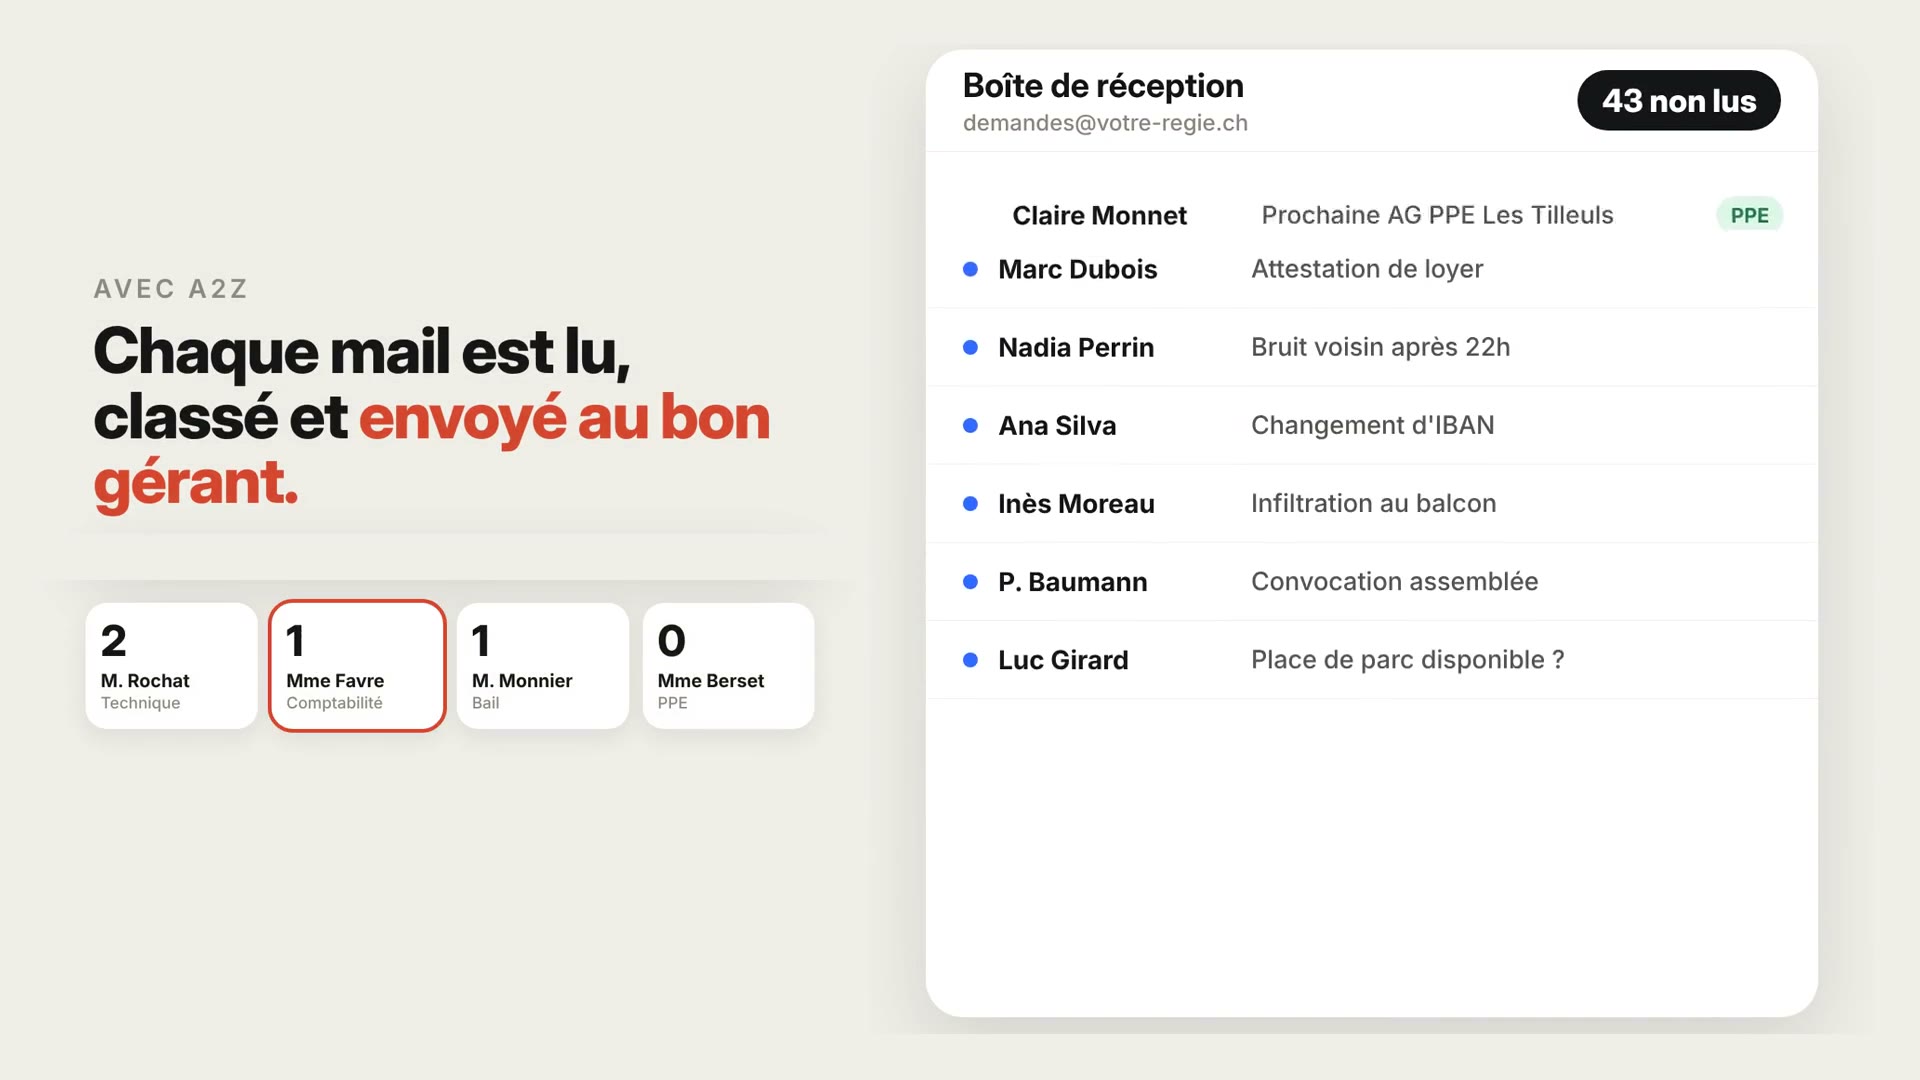 AVEC A2Z
Chaque mail est lu,
classé et envoyé au bon
gérant.
2
M. Rochat
Technique
1
Mme Favre
Comptabilité
1
M. Monnier
Bail
0
Mme Berset
PPE
Boîte de réception
demandes@votre-regie.ch
43 non lus
Claire Monnet Prochaine AG PPE Les Tilleuls PPE
Marc Dubois Attestation de loyer
Nadia Perrin Bruit voisin après 22h
Ana Silva Changement d'IBAN
Inès Moreau Infiltration au balcon
P. Baumann Convocation assemblée
Luc Girard Place de parc disponible ?